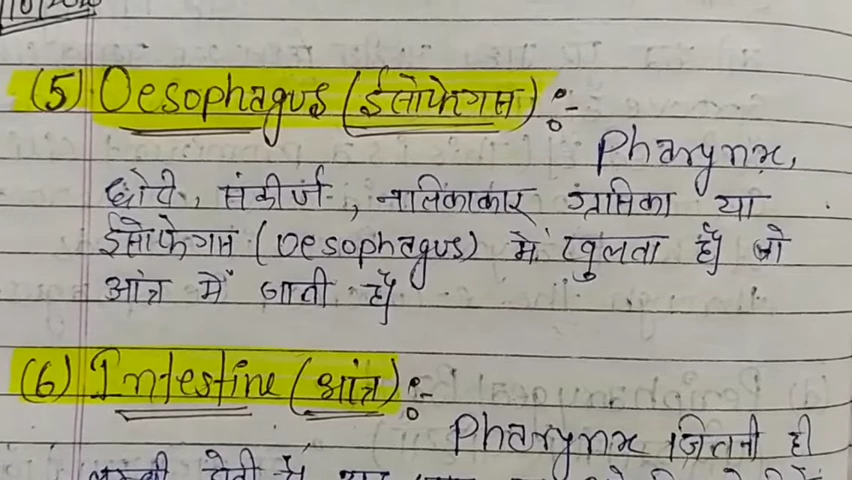 (5) Oesophagus (ईसोफेगस) :-
Pharynx,
छोटी, संकीर्ण, नालिकाकार ग्रासिका या
ईसोफेगस (Oesophagus) में खुलता है। जो
आंत्र में जाती है।
(6) Intestine (आंत्र) :-
Pharynx जितनी ही